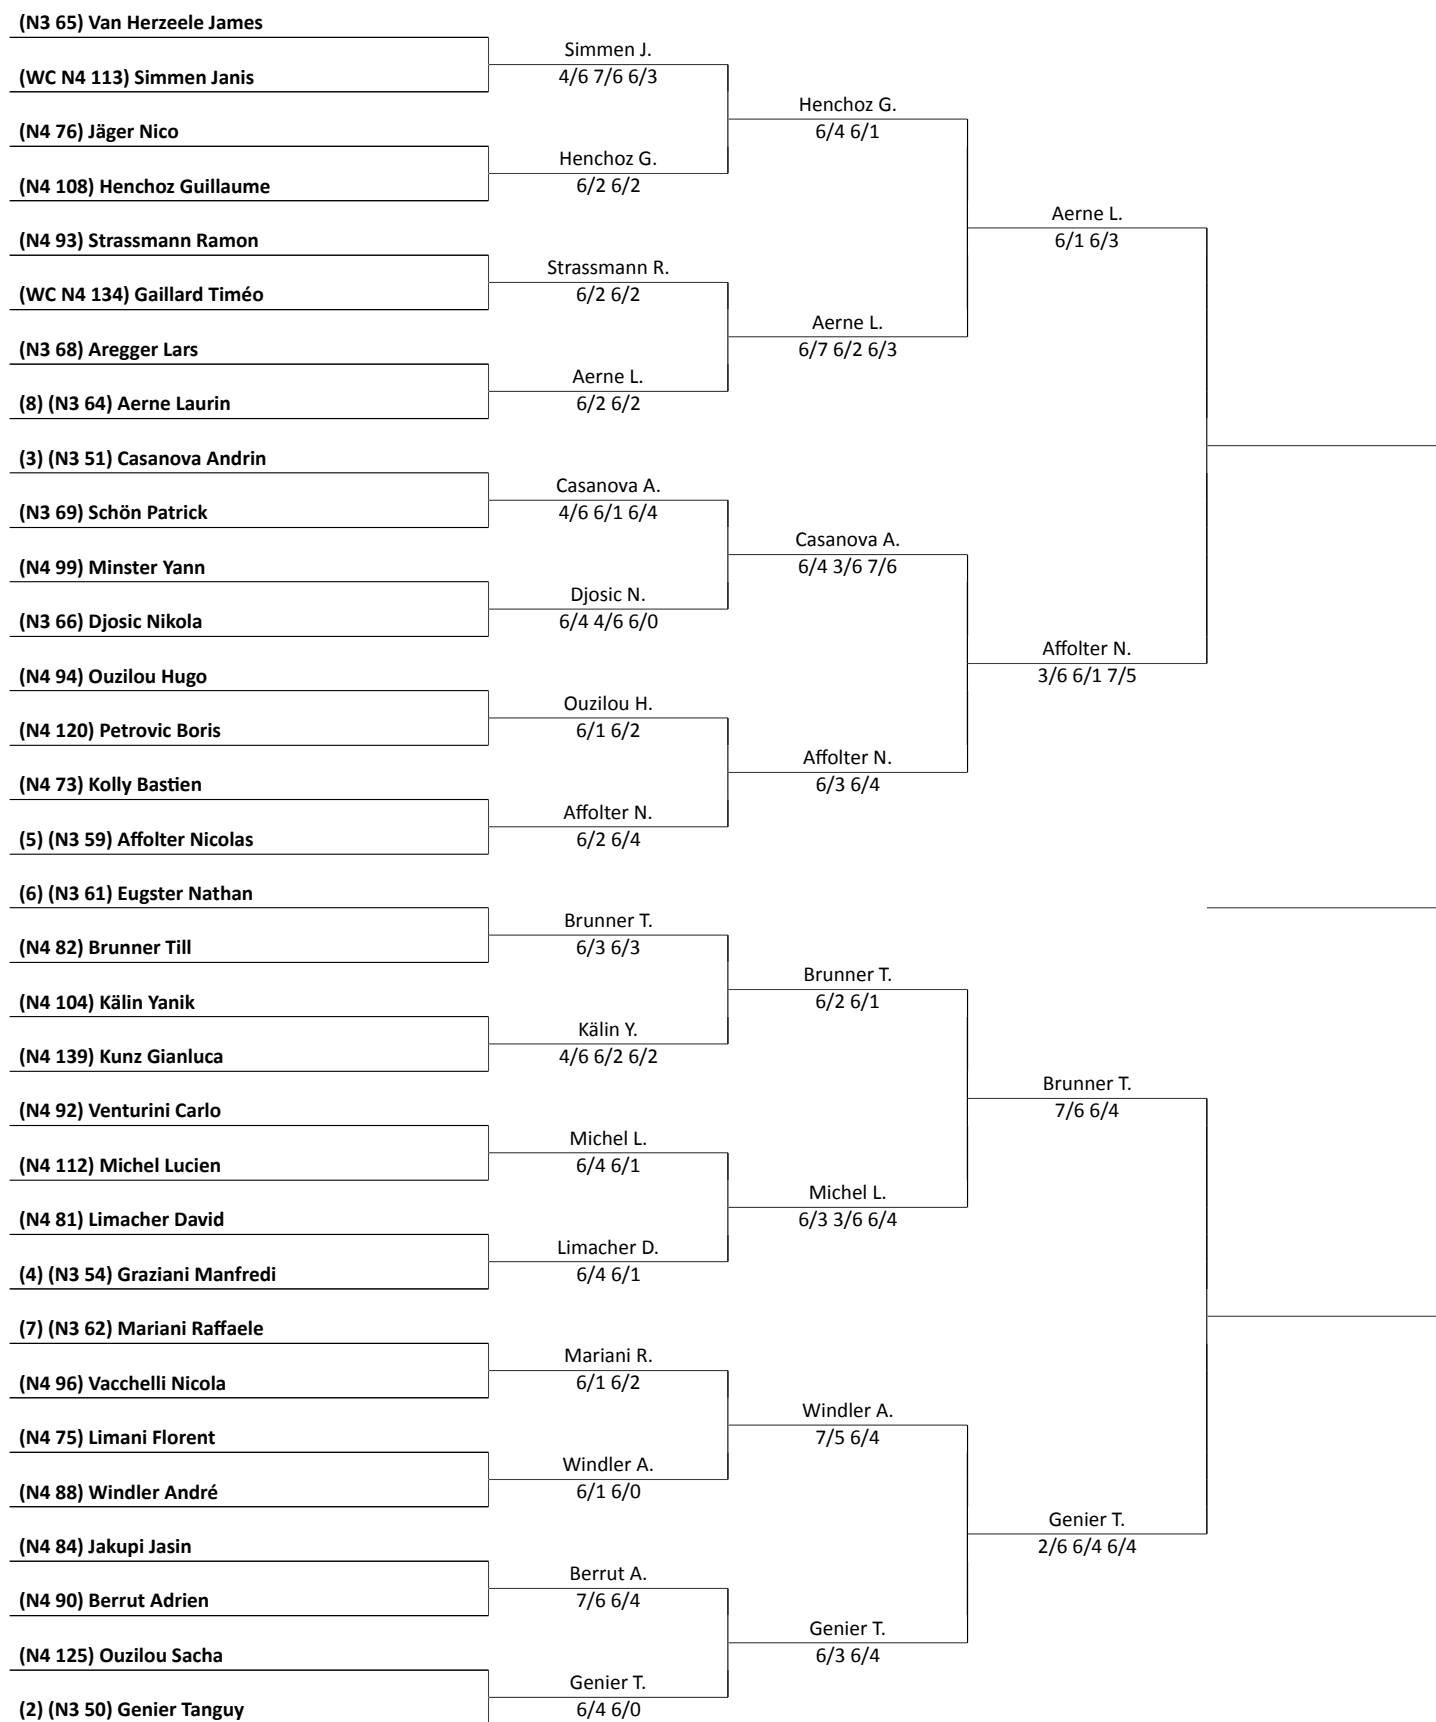 (N3 65) Van Herzeele James
Simmen J.
(WC N4 113) Simmen Janis
4/6 7/6 6/3
Henchoz G.
(N4 76) Jäger Nico
6/4 6/1
Henchoz G.
(N4 108) Henchoz Guillaume
6/2 6/2
Aerne L.
(N4 93) Strassmann Ramon
6/1 6/3
Strassmann R.
(WC N4 134) Gaillard Timéo
6/2 6/2
Aerne L.
(N3 68) Aregger Lars
6/7 6/2 6/3
Aerne L.
(8) (N3 64) Aerne Laurin
6/2 6/2
(3) (N3 51) Casanova Andrin
Casanova A.
(N3 69) Schön Patrick
4/6 6/1 6/4
Casanova A.
(N4 99) Minster Yann
6/4 3/6 7/6
Djosic N.
(N3 66) Djosic Nikola
6/4 4/6 6/0
Affolter N.
(N4 94) Ouzilou Hugo
3/6 6/1 7/5
Ouzilou H.
(N4 120) Petrovic Boris
6/1 6/2
Affolter N.
(N4 73) Kolly Bastien
6/3 6/4
Affolter N.
(5) (N3 59) Affolter Nicolas
6/2 6/4
(6) (N3 61) Eugster Nathan
Brunner T.
(N4 82) Brunner Till
6/3 6/3
Brunner T.
(N4 104) Kälin Yanik
6/2 6/1
Kälin Y.
(N4 139) Kunz Gianluca
4/6 6/2 6/2
Brunner T.
(N4 92) Venturini Carlo
7/6 6/4
Michel L.
(N4 112) Michel Lucien
6/4 6/1
Michel L.
(N4 81) Limacher David
6/3 3/6 6/4
Limacher D.
(4) (N3 54) Graziani Manfredi
6/4 6/1
(7) (N3 62) Mariani Raffaele
Mariani R.
(N4 96) Vacchelli Nicola
6/1 6/2
Windler A.
(N4 75) Limani Florent
7/5 6/4
Windler A.
(N4 88) Windler André
6/1 6/0
Genier T.
(N4 84) Jakupi Jasin
2/6 6/4 6/4
Berrut A.
(N4 90) Berrut Adrien
7/6 6/4
Genier T.
(N4 125) Ouzilou Sacha
6/3 6/4
Genier T.
(2) (N3 50) Genier Tanguy
6/4 6/0